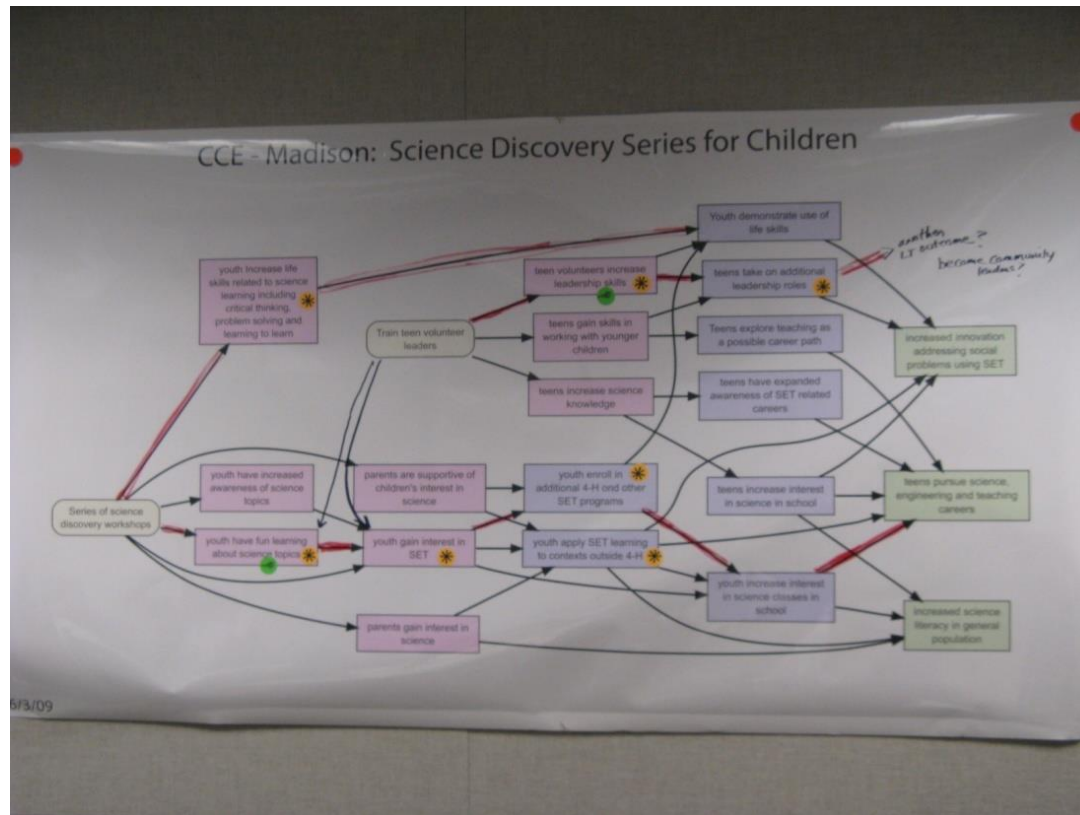 CCE - Madison: Science Discovery Series for Children
Youth demonstrate use of
life skills
another
LT outcome?
become community
leaders!
youth increase life
skills related to science
learning including
critical thinking,
problem solving and
learning to learn
teen volunteers increase
leadership skills
teens take on additional
leadership roles
Train teen volunteer
leaders
teens gain skills in
working with younger
children
Teens explore teaching as
a possible career path
increased innovation
addressing social
problems using SET
teens increase science
knowledge
teens have expanded
awareness of SET related
careers
youth have increased
awareness of science
topics
parents are supportive of
children's interest in
science
youth enroll in
additional 4-H and other
SET programs
teens increase interest
in science in school
teens pursue science,
engineering and teaching
careers
Series of science
discovery workshops
youth have fun learning
about science topics
youth gain interest in
SET
youth apply SET learning
to contexts outside 4-H
youth increase interest
in science classes in
school
parents gain interest in
science
increased science
literacy in general
population
6/3/09